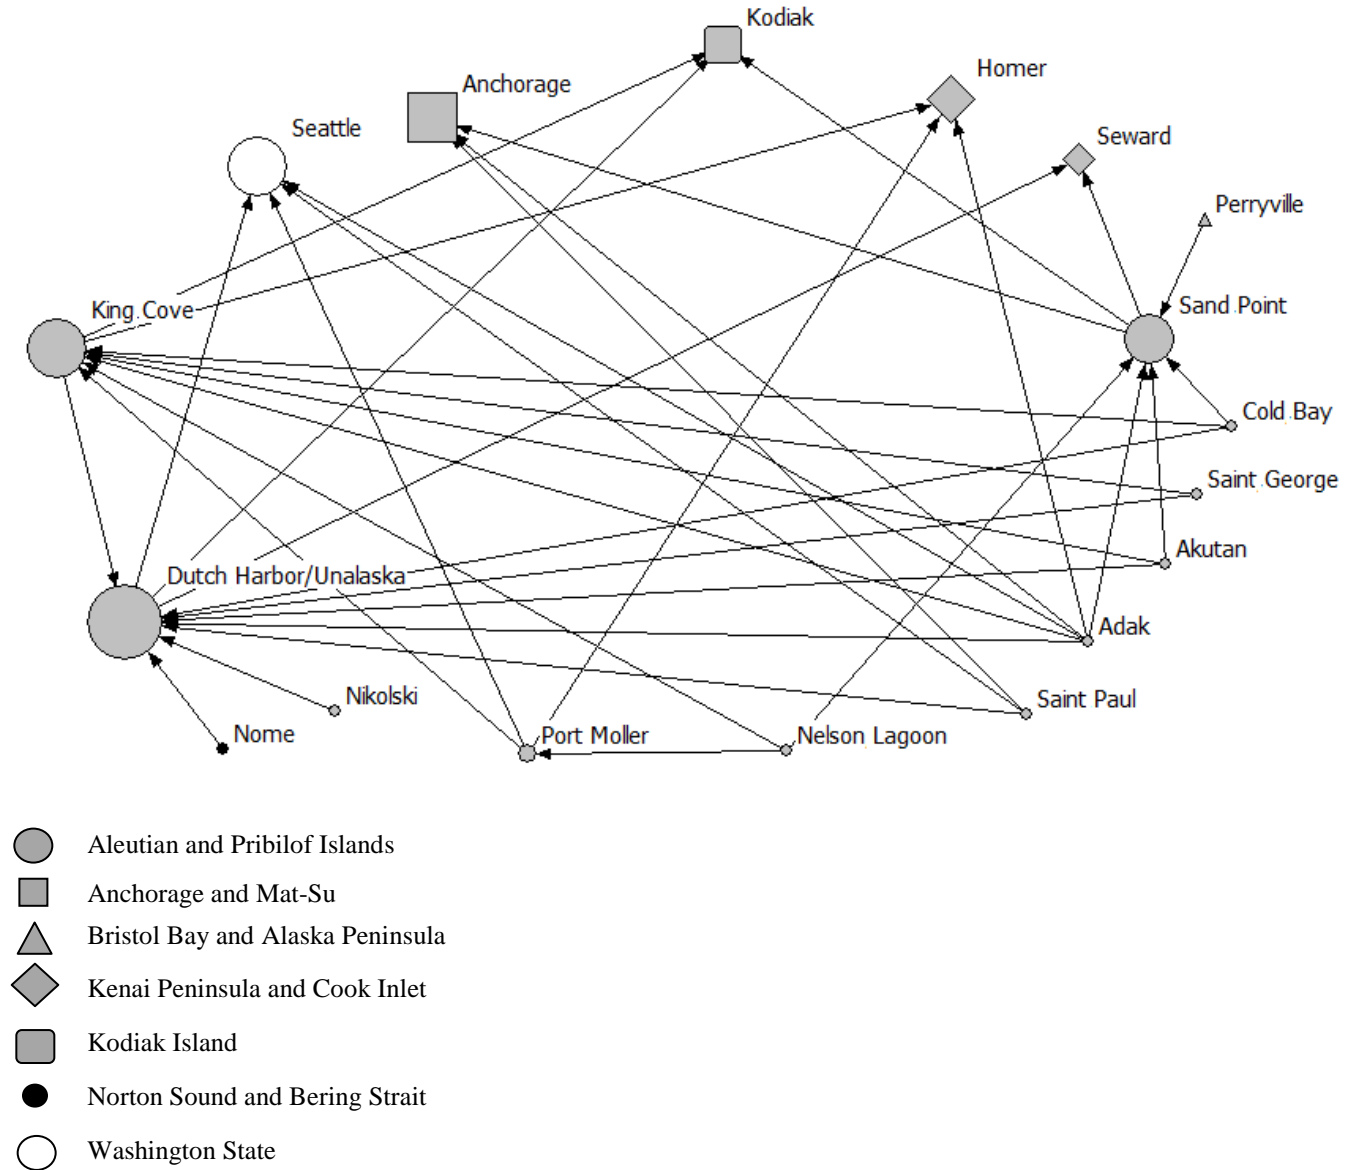 Kodiak
Homer
Anchorage
Seattle
Seward
Perryville
King Cove
Sand Point
Cold Bay
Saint George
Akutan
Dutch Harbor/Unalaska
Adak
Nikolski
Saint Paul
Nome
Port Moller
Nelson Lagoon
Aleutian and Pribilof Islands
Anchorage and Mat-Su
Bristol Bay and Alaska Peninsula
Kenai Peninsula and Cook Inlet
Kodiak Island
Norton Sound and Bering Strait
Washington State